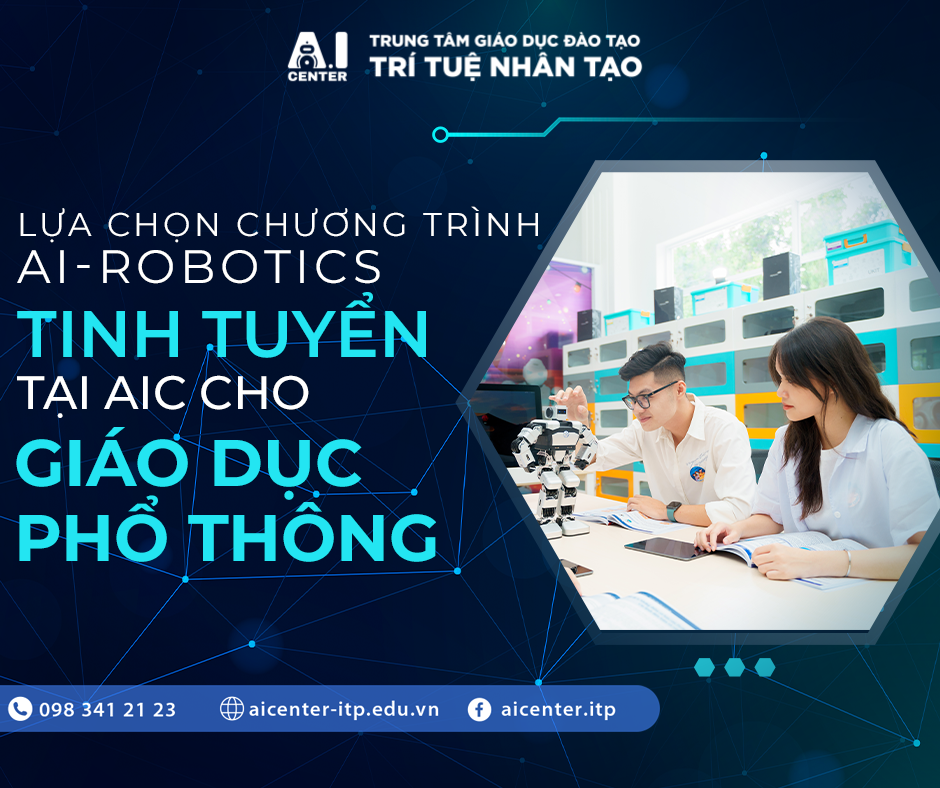 A.I
CENTER
TRUNG TÂM GIÁO DỤC ĐÀO TẠO
TRÍ TUỆ NHÂN TẠO
LỰA CHỌN CHƯƠNG TRÌNH
AI-ROBOTICS
TINH TUYỂN
TẠI AIC CHO
GIÁO DỤC
PHỔ THÔNG
098 341 21 23 aicenter-itp.edu.vn aicenter.itp